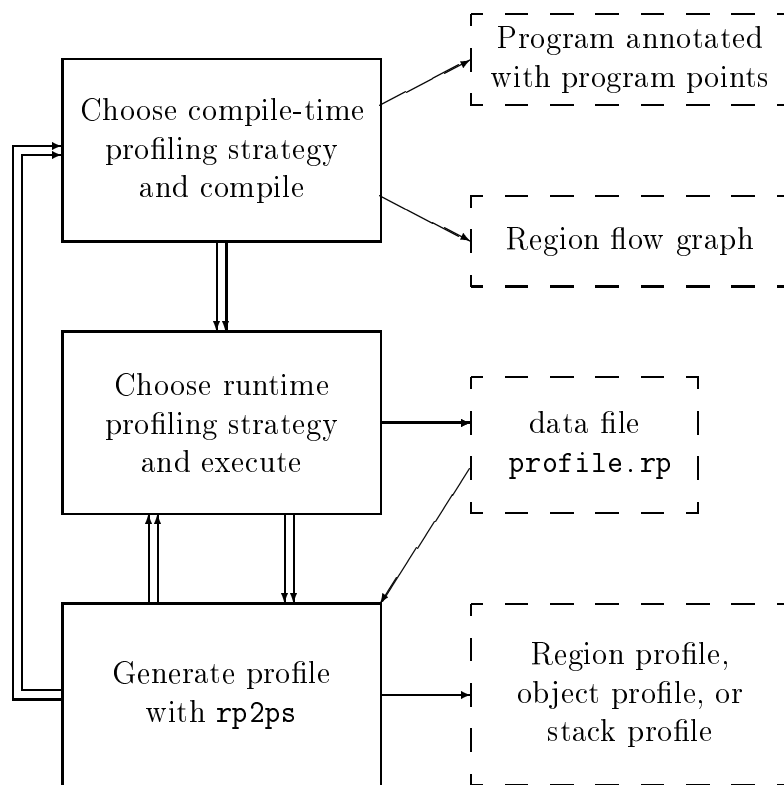 Program annotated
with program points
Choose compile-time
profiling strategy
and compile
Region flow graph
Choose runtime
profiling strategy
and execute
data file
profile.rp
Generate profile
with rp2ps
Region profile,
object profile, or
stack profile